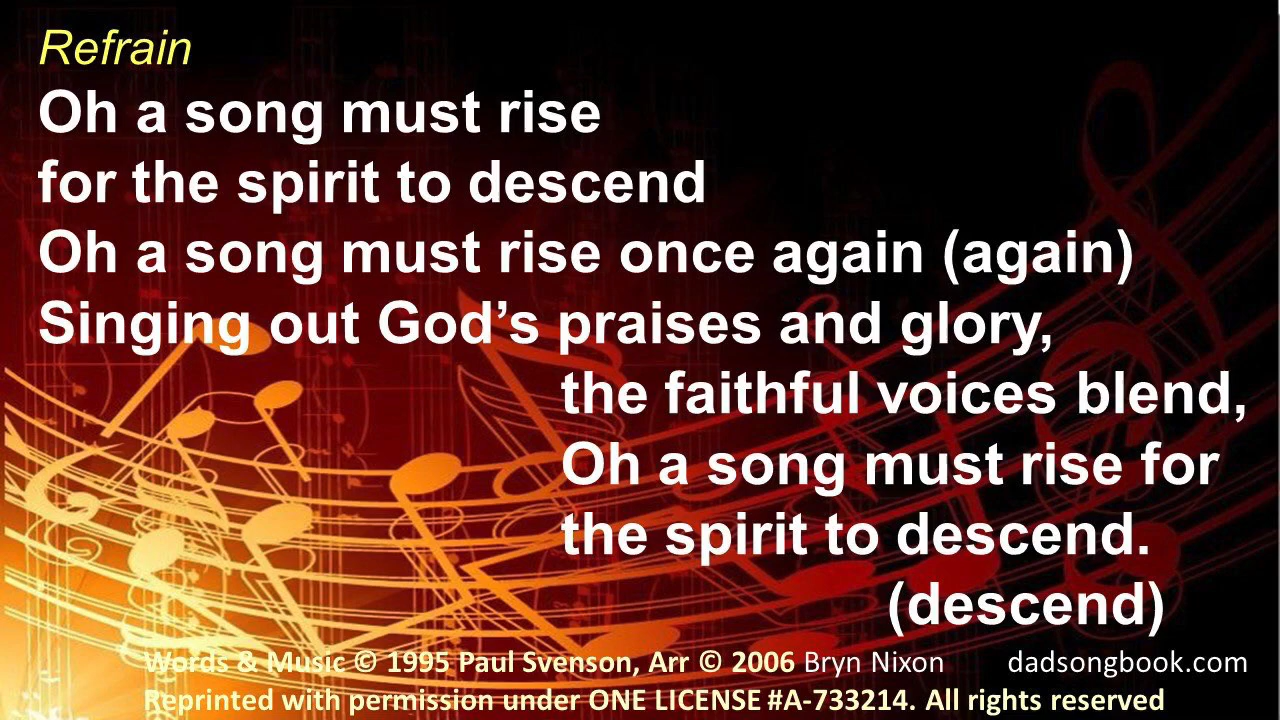 Refrain
Oh a song must rise
for the spirit to descend
Oh a song must rise once again (again)
Singing out God’s praises and glory,
the faithful voices blend,
Oh a song must rise for
the spirit to descend.
(descend)
Words & Music © 1995 Paul Svenson, Arr © 2006 Bryn Nixon dadsongbook.com
Reprinted with permission under ONE LICENSE #A-733214. All rights reserved